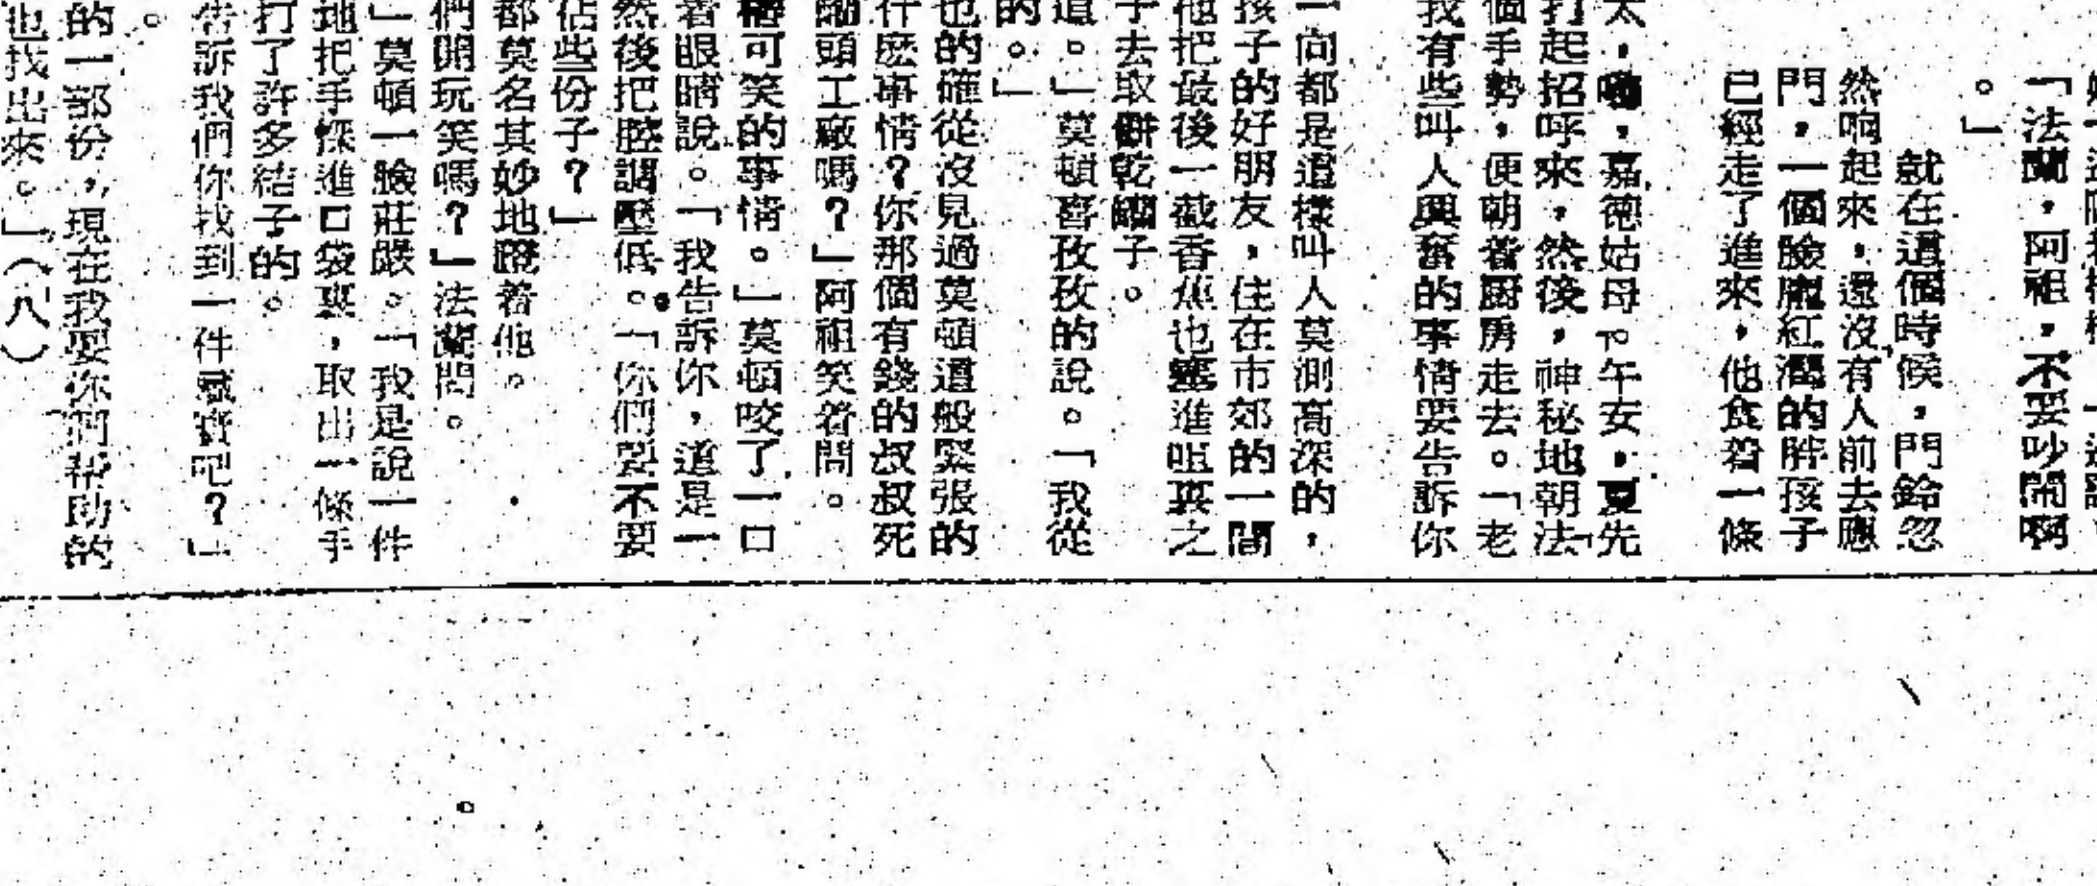 「法蘭，阿祖，不要吵鬧啊
。」
就在這個時候，門鈴忽
然响起來，還沒有人前去應
門，一個臉龐紅潤的胖孩子
已經走了進來，他食着一條
太，嘉德姑母下午安，夏先
打起招呼來，然後，神秘地朝法
個手勢，便朝着厨房走去。「老
我有些叫人興奮的事情要告訴你
一向都是這樣叫人莫測高深的，
孩子的好朋友，住在市郊的一間
他把最後一截香蕉也塞進咀裏之
子去取餅乾罐子。
道。」莫頓喜孜孜的說。「我從
的。」
也的確從沒見過莫頓這般緊張的
什麽事情？你那個有錢的叔叔死
罐頭工廠嗎？」阿祖笑着問。
樁可笑的事情。」莫頓咬了一口
着眼睛說。「我告訴你，這是一
然後把腔調壓低。「你們要不要
佔些份子？」
都莫名其妙地瞪着他。
們開玩笑嗎？」法蘭問。
」莫頓一臉莊嚴。「我是說一件
地把手探進口袋裏，取出一條手
打了許多結子的。
告訴我們你找到一件藏寶吧？」
。
的一部份，現在我要你們帮助的
也找出來。」（八）